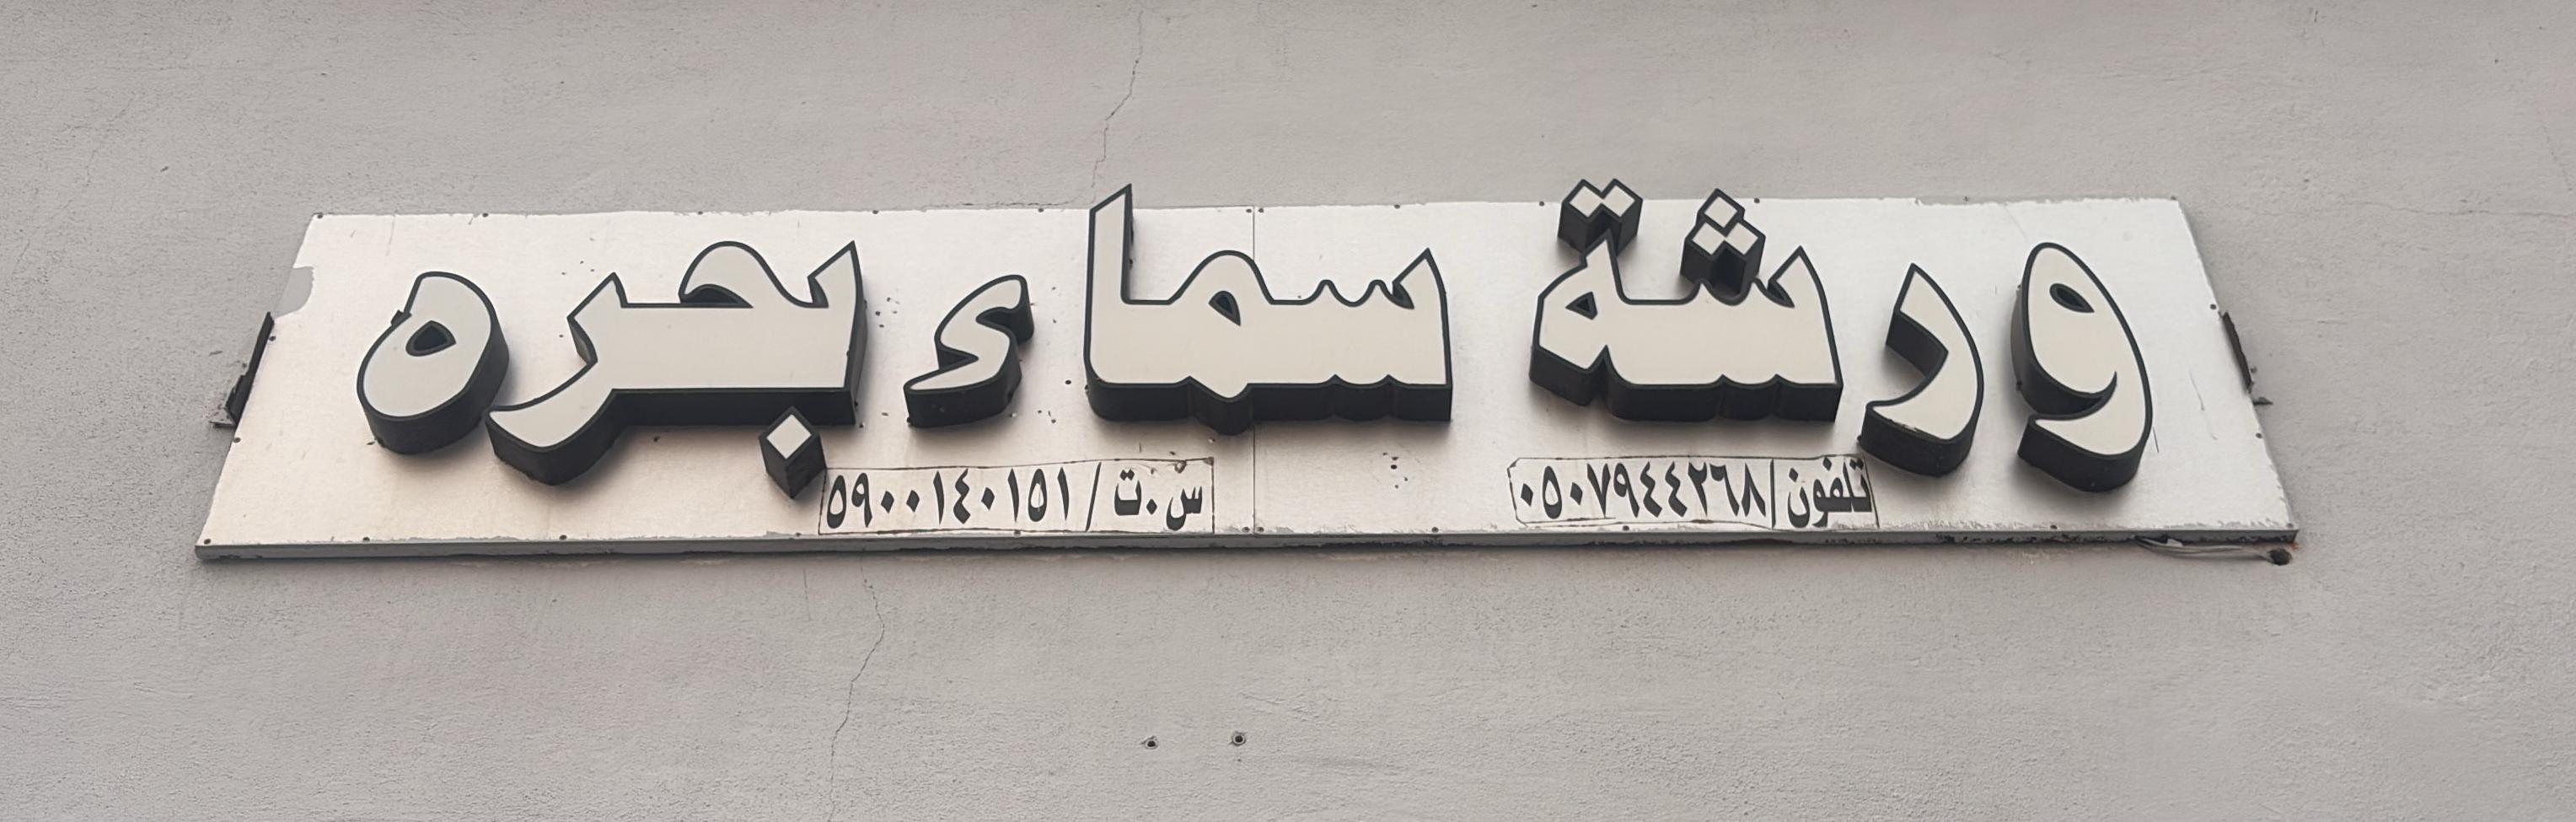 ورشة سماء بحره
تلفون/ ٠٥٠٧٩٤٤٢٦٨
س.ت / ٥٩٠٠١٤٠١٥١